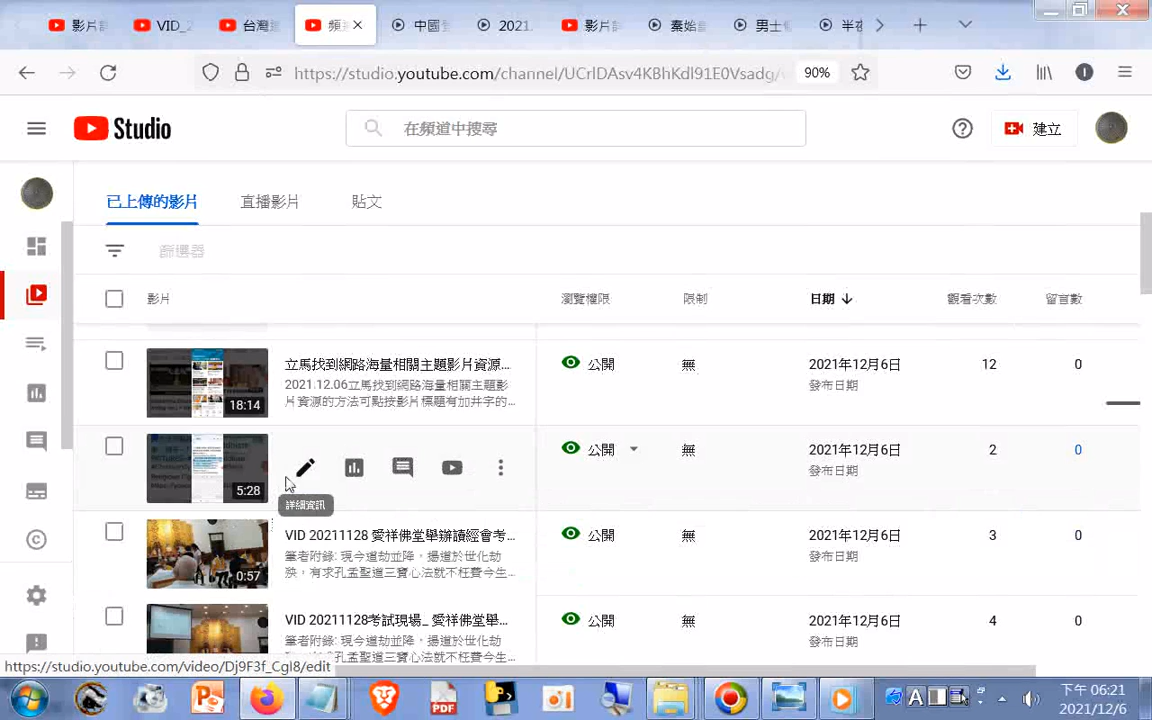 影片
VID_2
台灣
中國
2021.
影片
秦始
男士
半夜
https://studio.youtube.com/channel/UCrlDAsv4KBhKdl91E0Vsadg/
90%
Studio
在頻道中搜尋
建立
已上傳的影片
直播影片
貼文
篩選器
影片
瀏覽權限
限制
日期
觀看次數
留言數
18:14
立馬找到網路海量相關主題影片資源...
2021.12.06立馬找到網路海量相關主題影
片資源的方法可點按影片標題有加井字的...
公開
無
2021年12月6日
發布日期
12
0
5:28
詳細資訊
公開
無
2021年12月6日
發布日期
2
0
0:57
VID 20211128 愛祥佛堂舉辦讀經會考...
筆者附錄: 現今道劫並降，揚道於世化劫
殃，有求孔孟聖道三寶心法就不枉費今生...
公開
無
2021年12月6日
發布日期
3
0
VID 20211128考試現場_ 愛祥佛堂舉...
筆者附錄: 現今道劫並降，揚道於世化劫
公開
無
2021年12月6日
發布日期
4
0
https://studio.youtube.com/video/Dj9F3f_CgI8/edit
PDF
A
下午 06:21
2021/12/6